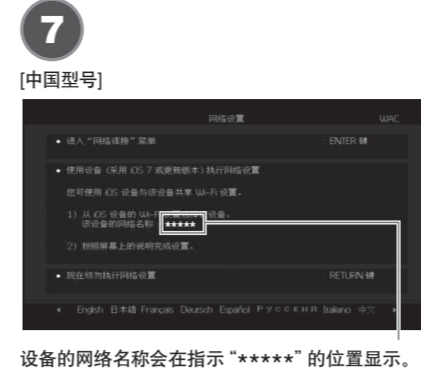 7
[中国型号]
网络设置 WAC
• 进入“网络连接”菜单 : ENTER 键
• 使用设备（采用 iOS 7 或更新版本）执行网络设置
您可使用 iOS 设备与该设备共享 Wi-Fi 设置。
1) 从 iOS 设备的 Wi-Fi 设备。
该设备的网络名称 *****
2) 按照屏幕上的说明完成设置。
• 现在切勿执行网络设置 RETURN 键
English 日本語 Français Deutsch Español Русский Italiano 中文
设备的网络名称会在指示“*****”的位置显示。